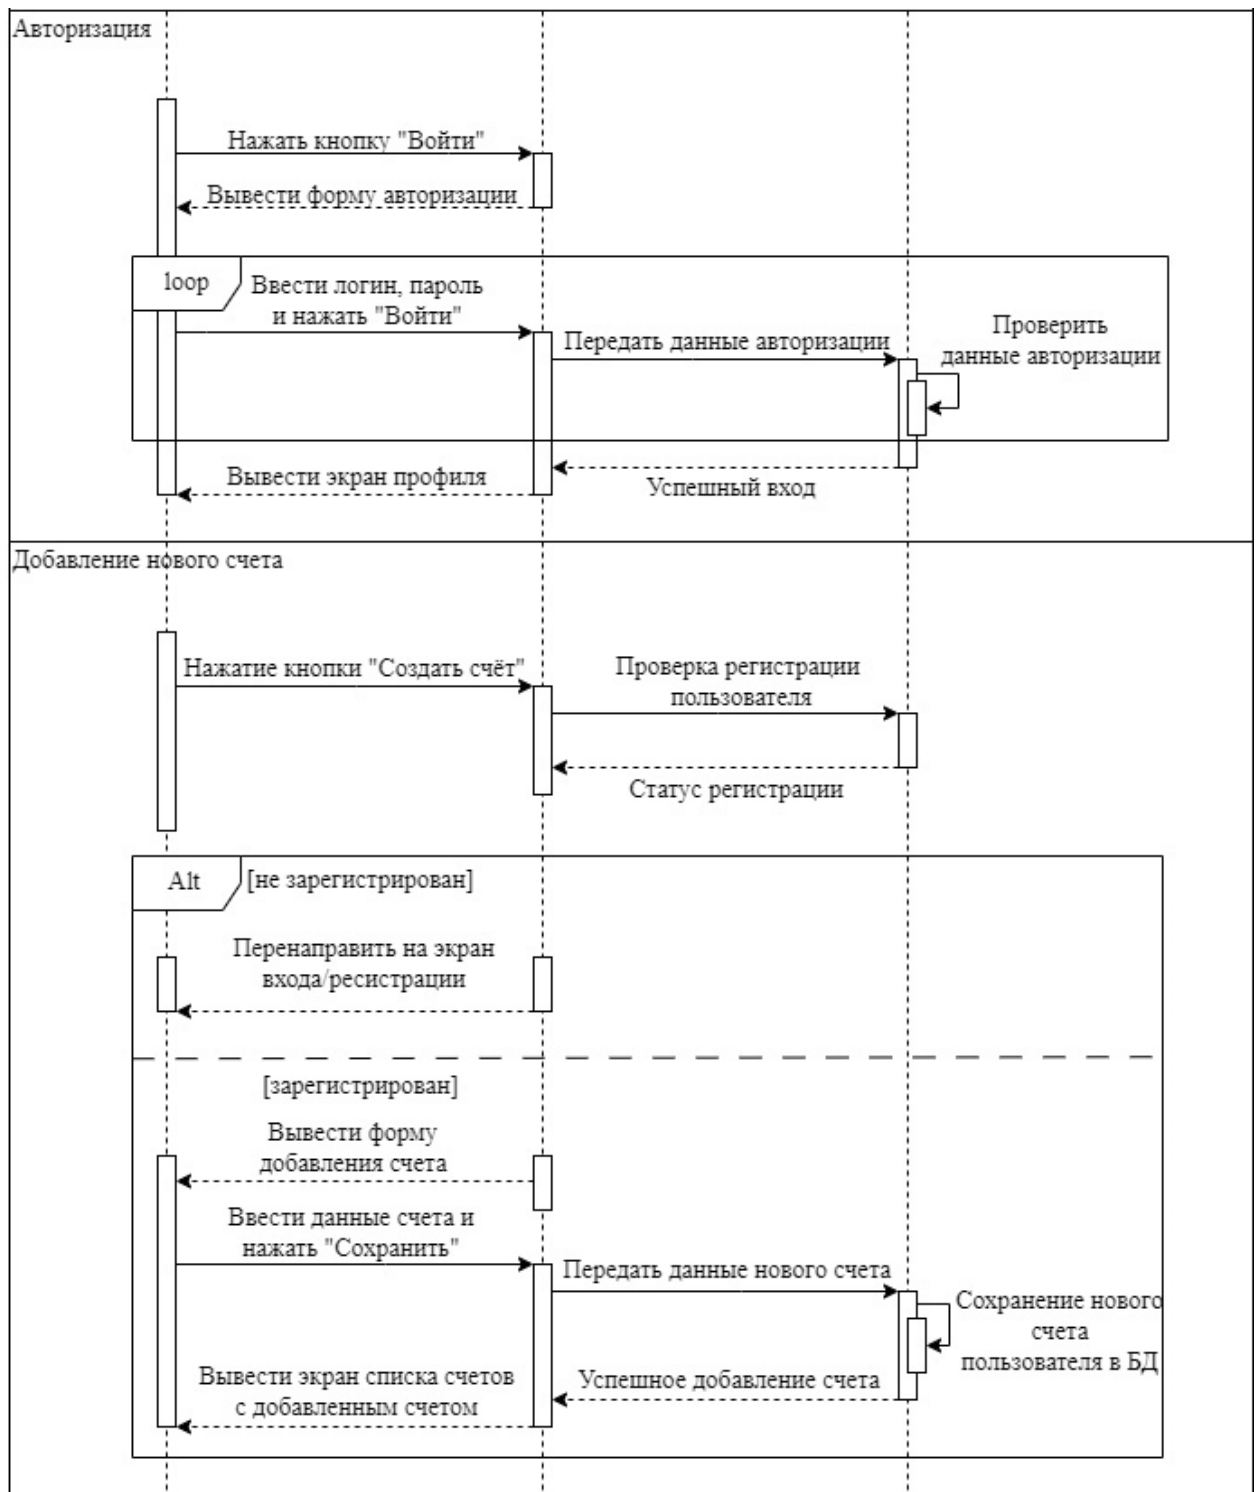 Авторизация
Нажать кнопку "Войти"
Вывести форму авторизации
loop
Ввести логин, пароль
и нажать "Войти"
Передать данные авторизации
Проверить
данные авторизации
Вывести экран профиля
Успешный вход
Добавление нового счета
Нажатие кнопки "Создать счёт"
Проверка регистрации
пользователя
Статус регистрации
Alt
[не зарегистрирован]
Перенаправить на экран
входа/ресистрации
[зарегистрирован]
Вывести форму
добавления счета
Ввести данные счета и
нажать "Сохранить"
Передать данные нового счета
Сохранение нового
счета
пользователя в БД
Вывести экран списка счетов
с добавленным счетом
Успешное добавление счета